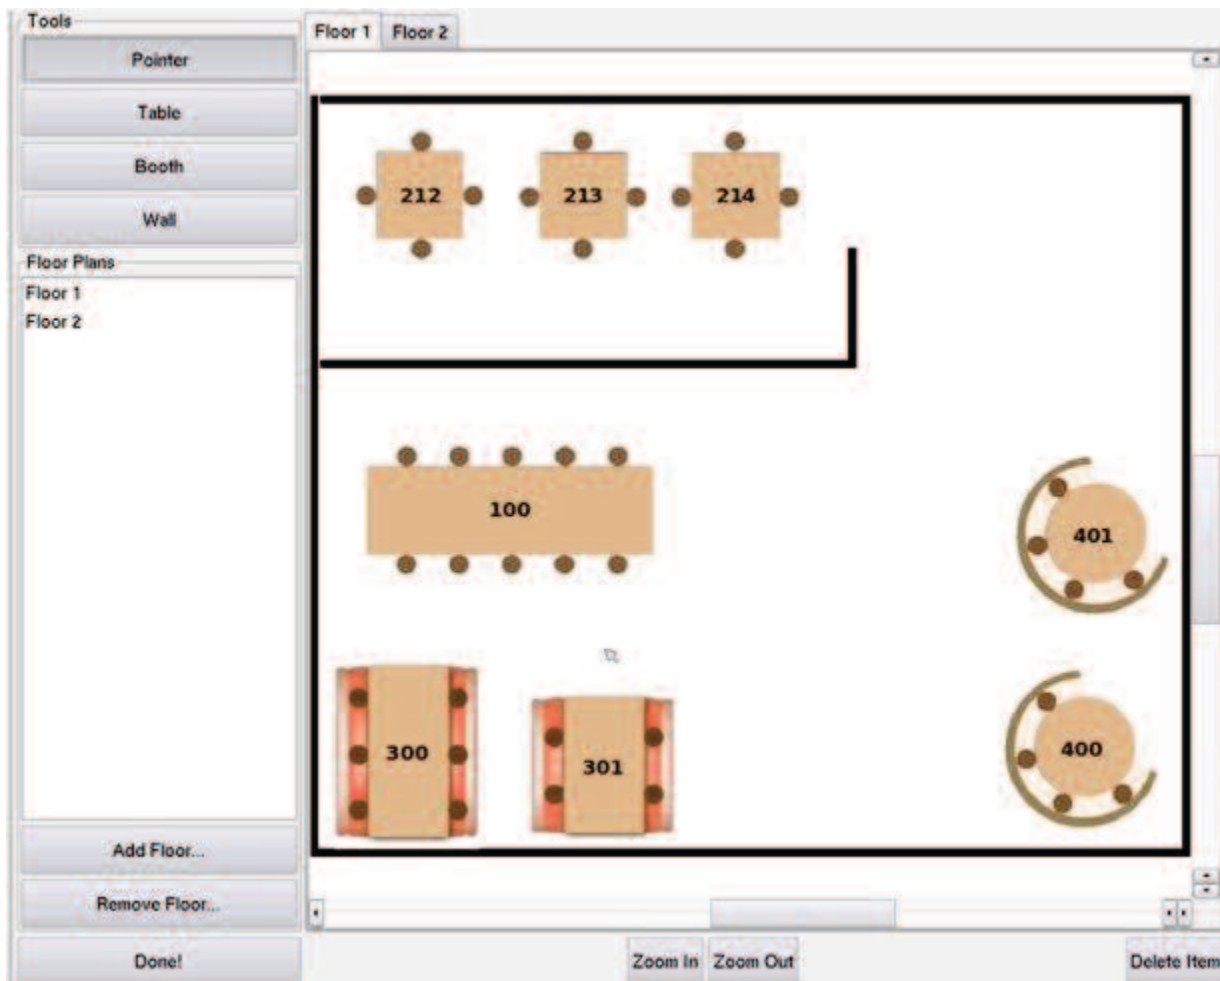 Tools
Pointer
Table
Booth
Wall
Floor Plans
Floor 1
Floor 2
Add Floor...
Remove Floor...
Done!
Floor 1 Floor 2
212 213 214
100
401
300 301 400
Zoom In Zoom Out Delete Item